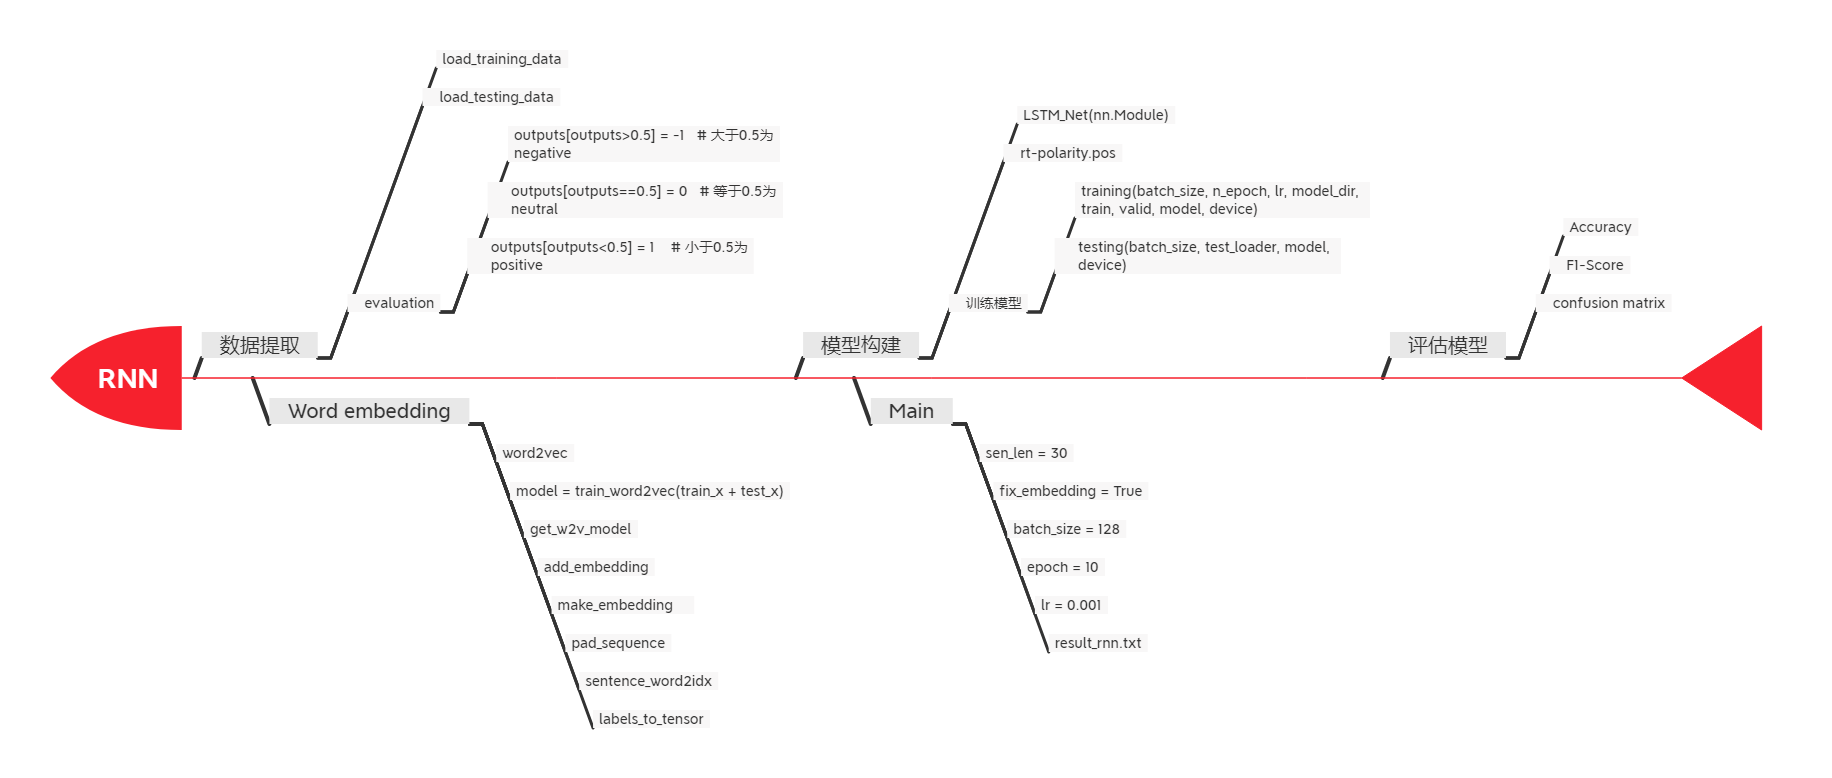 RNN
数据提取
load_training_data
load_testing_data
evaluation
outputs[outputs>0.5] = -1   # 大于0.5为
negative
outputs[outputs==0.5] = 0   # 等于0.5为
neutral
outputs[outputs<0.5] = 1    # 小于0.5为
positive
Word embedding
word2vec
model = train_word2vec(train_x + test_x)
get_w2v_model
add_embedding
make_embedding
pad_sequence
sentence_word2idx
labels_to_tensor
模型构建
LSTM_Net(nn.Module)
rt-polarity.pos
训练模型
training(batch_size, n_epoch, lr, model_dir,
train, valid, model, device)
testing(batch_size, test_loader, model,
device)
Main
sen_len = 30
fix_embedding = True
batch_size = 128
epoch = 10
lr = 0.001
result_rnn.txt
评估模型
Accuracy
F1-Score
confusion matrix